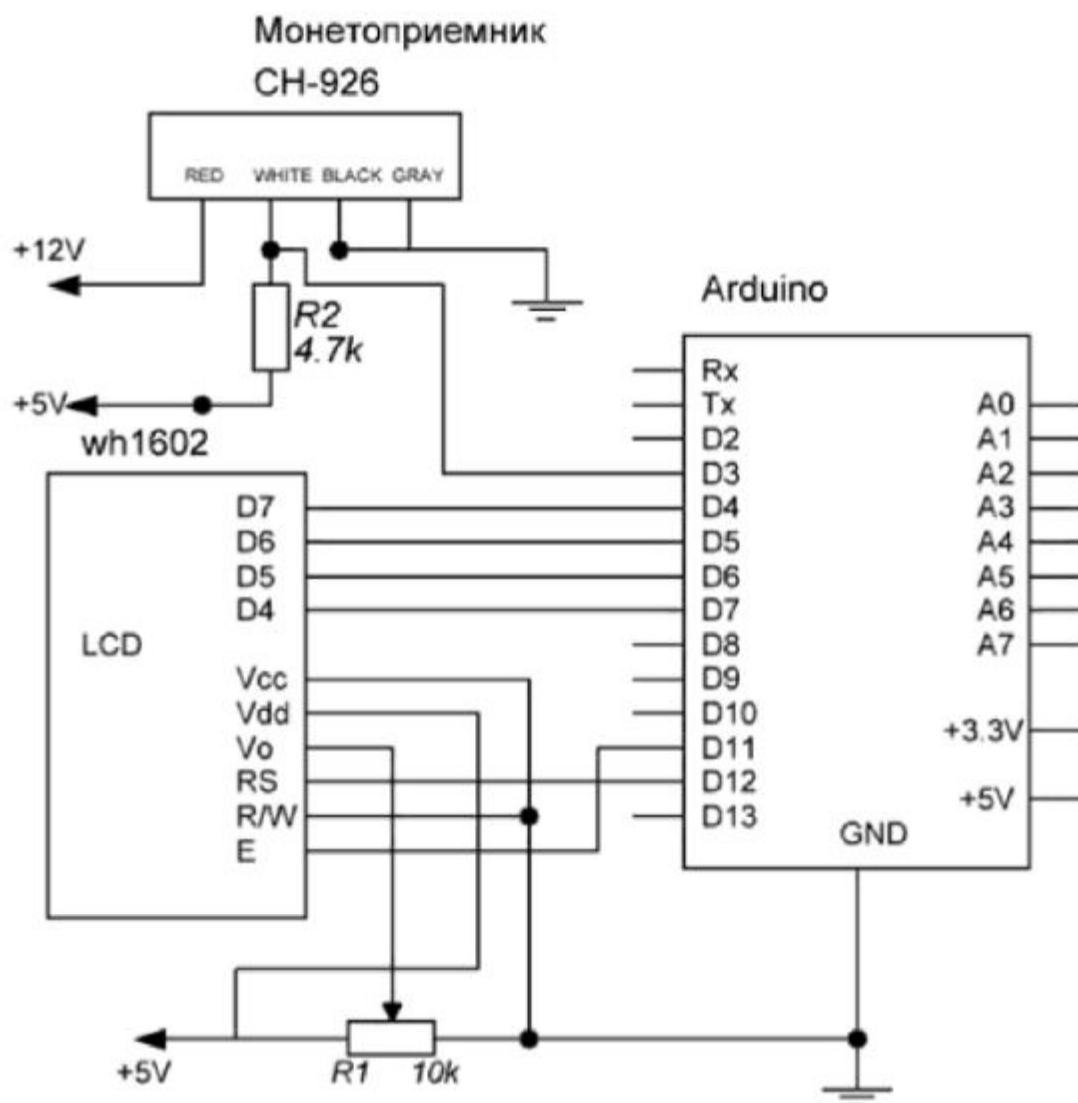 Монетоприемник
CH-926
RED WHITE BLACK GRAY
+12V
R2
4.7k
+5V
wh1602
D7
D6
D5
D4
LCD
Vcc
Vdd
Vo
RS
R/W
E
+5V
R1 10k
Arduino
Rx
Tx
D2
D3
D4
D5
D6
D7
D8
D9
D10
D11
D12
D13
A0
A1
A2
A3
A4
A5
A6
A7
+3.3V
+5V
GND